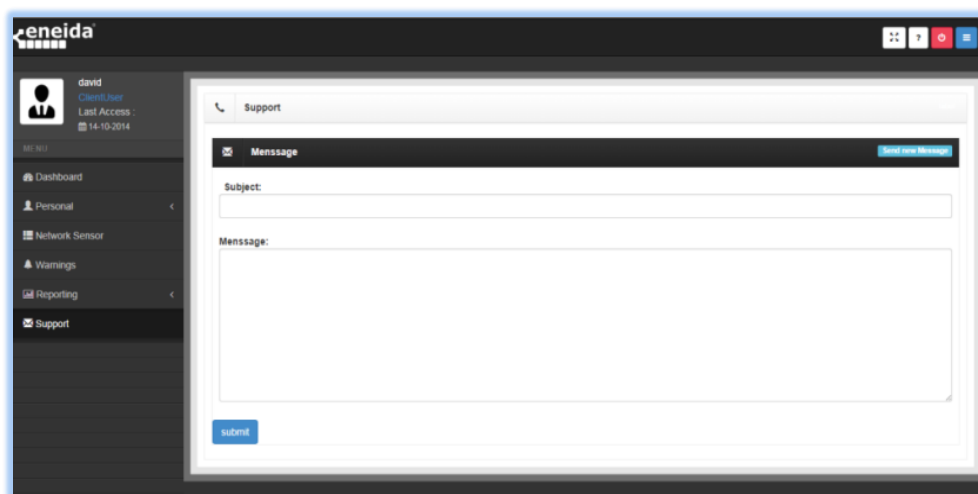 eneida
?
david
ClientUser
Last Access :
14-10-2014
MENU
Dashboard
Personal
Network Sensor
Warnings
Reporting
Support
Support
Menssage
Send new Message
Subject:
Menssage:
submit